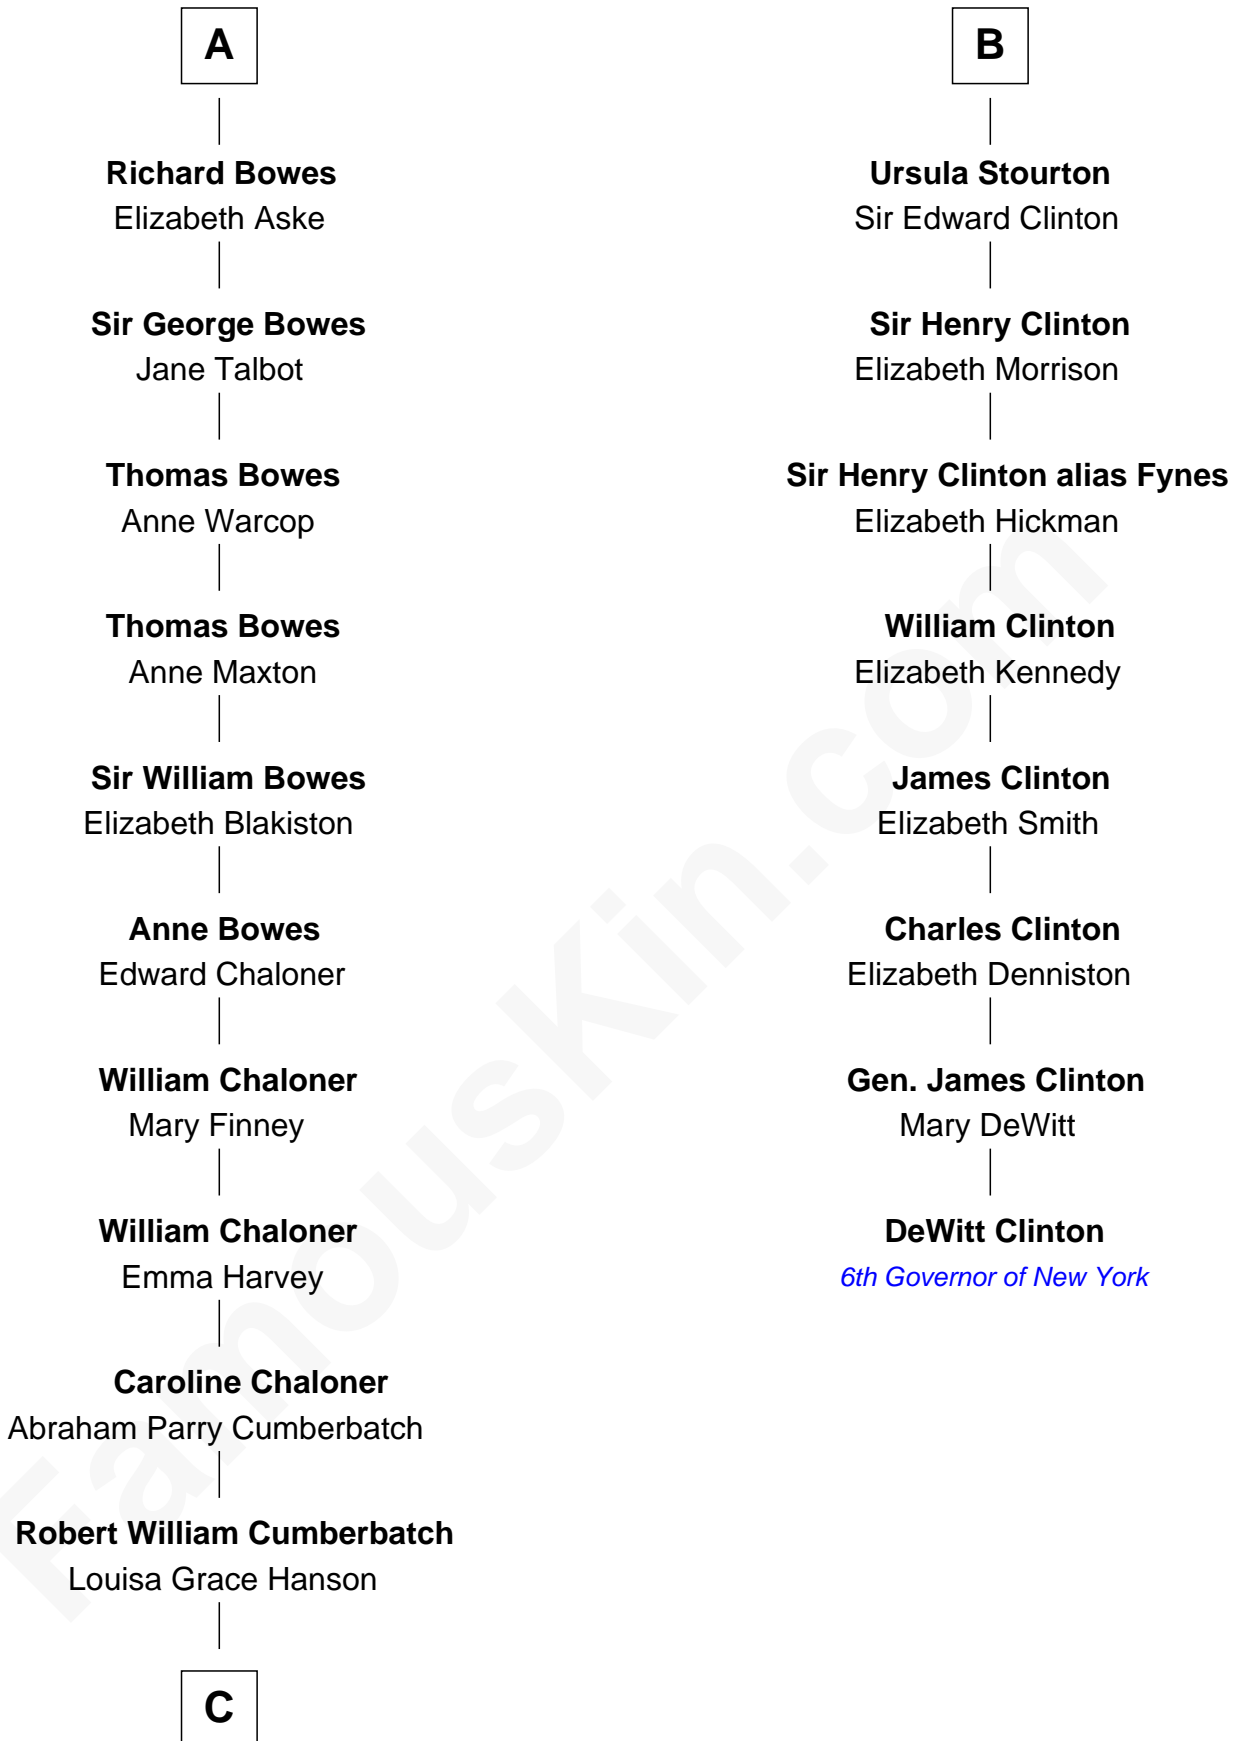 A
Richard Bowes
Elizabeth Aske
Sir George Bowes
Jane Talbot
Thomas Bowes
Anne Warcop
Thomas Bowes
Anne Maxton
Sir William Bowes
Elizabeth Blakiston
Anne Bowes
Edward Chaloner
William Chaloner
Mary Finney
William Chaloner
Emma Harvey
Caroline Chaloner
Abraham Parry Cumberbatch
Robert William Cumberbatch
Louisa Grace Hanson
C
B
Ursula Stourton
Sir Edward Clinton
Sir Henry Clinton
Elizabeth Morrison
Sir Henry Clinton alias Fynes
Elizabeth Hickman
William Clinton
Elizabeth Kennedy
James Clinton
Elizabeth Smith
Charles Clinton
Elizabeth Denniston
Gen. James Clinton
Mary DeWitt
DeWitt Clinton
6th Governor of New York
FamousKin.com